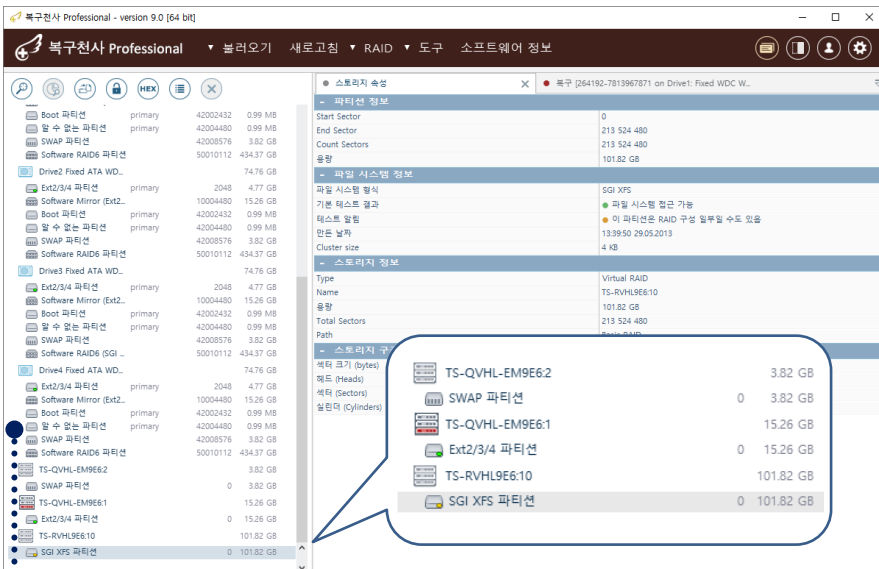 복구천사 Professional - version 9.0 [64 bit]
복구천사 Professional ▼ 불러오기 새로고침 ▼ RAID ▼ 도구 소프트웨어 정보
HEX
Boot 파티션 primary 42002432 0.99 MB
알 수 없는 파티션 primary 42004480 0.99 MB
SWAP 파티션 42008576 3.82 GB
Software RAID6 파티션 50010112 434.37 GB
Drive2 Fixed ATA WD... 74.76 GB
Ext2/3/4 파티션 primary 2048 4.77 GB
Software Mirror (Ext2... 10004480 15.26 GB
Boot 파티션 primary 42002432 0.99 MB
알 수 없는 파티션 primary 42004480 0.99 MB
SWAP 파티션 42008576 3.82 GB
Software RAID6 파티션 50010112 434.37 GB
Drive3 Fixed ATA WD... 74.76 GB
Ext2/3/4 파티션 primary 2048 4.77 GB
Software Mirror (Ext2... 10004480 15.26 GB
Boot 파티션 primary 42002432 0.99 MB
알 수 없는 파티션 primary 42004480 0.99 MB
SWAP 파티션 42008576 3.82 GB
Software RAID6 (SGI ... 50010112 434.37 GB
Drive4 Fixed ATA WD... 74.76 GB
Ext2/3/4 파티션 primary 2048 4.77 GB
Software Mirror (Ext2... 10004480 15.26 GB
Boot 파티션 primary 42002432 0.99 MB
알 수 없는 파티션 primary 42004480 0.99 MB
SWAP 파티션 42008576 3.82 GB
Software RAID6 파티션 50010112 434.37 GB
TS-QVHL-EM9E6:2 3.82 GB
SWAP 파티션 0 3.82 GB
TS-QVHL-EM9E6:1 15.26 GB
Ext2/3/4 파티션 0 15.26 GB
TS-RVHL9E6:10 101.82 GB
SGI XFS 파티션 0 101.82 GB
스토리지 속성
복구 [264192-7813967871 on Drive1: Fixed WDC W...
- 파티션 정보
Start Sector 0
End Sector 213 524 480
Count Sectors 213 524 480
용량 101.82 GB
- 파일 시스템 정보
파일 시스템 형식 SGI XFS
기본 테스트 결과 파일 시스템 접근 가능
테스트 알림 이 파티션은 RAID 구성 일부일 수도 있음
만든 날짜 13:39:50 29.05.2013
Cluster size 4 KB
- 스토리지 정보
Type Virtual RAID
Name TS-RVHL9E6:10
용량 101.82 GB
Total Sectors 213 524 480
Path
- 스토리지
섹터 크기 (bytes)
헤드 (Heads)
섹터 (Sectors)
실린더 (Cylinders)
TS-QVHL-EM9E6:2 3.82 GB
SWAP 파티션 0 3.82 GB
TS-QVHL-EM9E6:1 15.26 GB
Ext2/3/4 파티션 0 15.26 GB
TS-RVHL9E6:10 101.82 GB
SGI XFS 파티션 0 101.82 GB